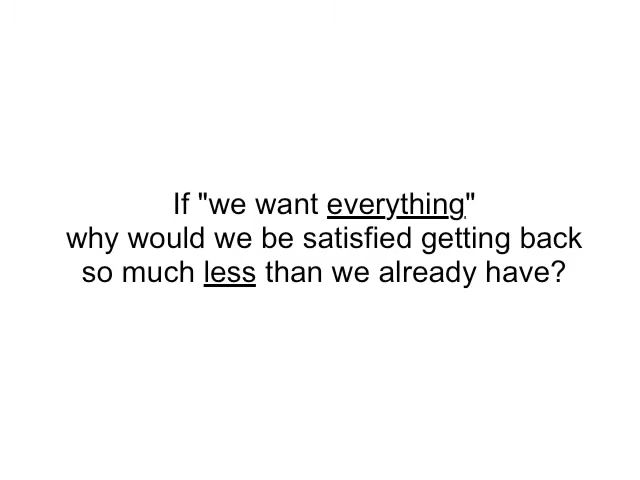 If "we want everything"
why would we be satisfied getting back
so much less than we already have?